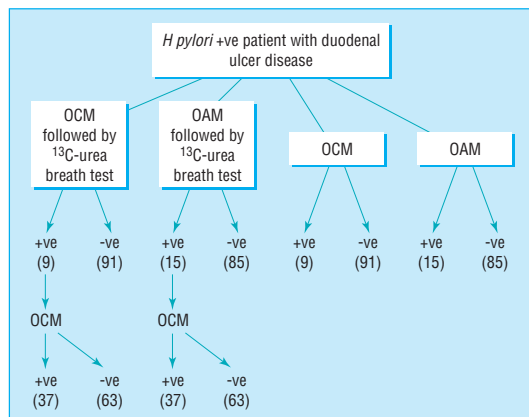 H pylori +ve patient with duodenal
ulcer disease
OCM
followed by
¹³C-urea
breath test
OAM
followed by
¹³C-urea
breath test
OCM
OAM
+ve -ve +ve -ve +ve -ve +ve -ve
(9) (91) (15) (85) (9) (91) (15) (85)
OCM OCM
+ve -ve +ve -ve
(37) (63) (37) (63)